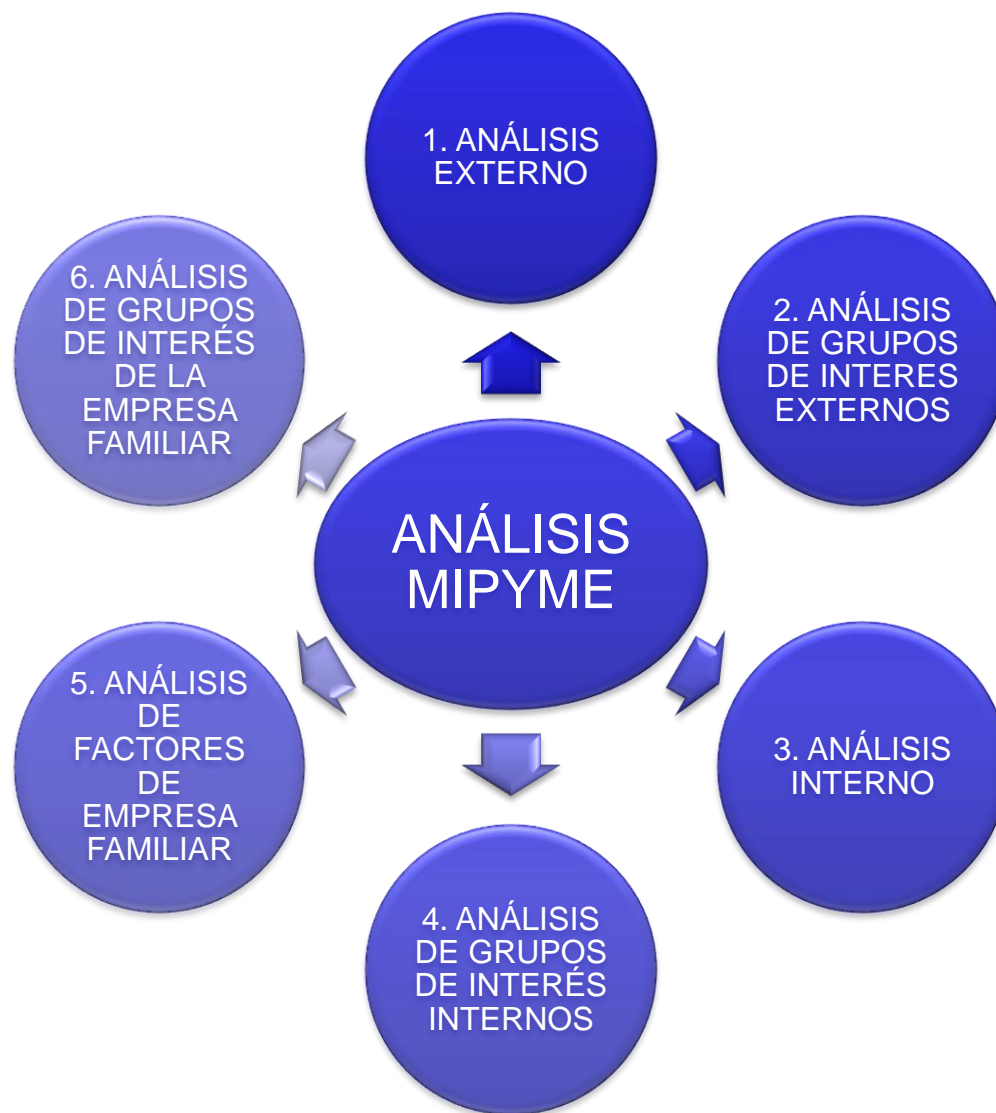 1. ANÁLISIS
EXTERNO
2. ANÁLISIS
DE GRUPOS
DE INTERES
EXTERNOS
3. ANÁLISIS
INTERNO
4. ANÁLISIS
DE GRUPOS
DE INTERÉS
INTERNOS
5. ANÁLISIS
DE
FACTORES
DE
EMPRESA
FAMILIAR
6. ANÁLISIS
DE GRUPOS
DE INTERÉS
DE LA
EMPRESA
FAMILIAR
ANÁLISIS
MIPYME